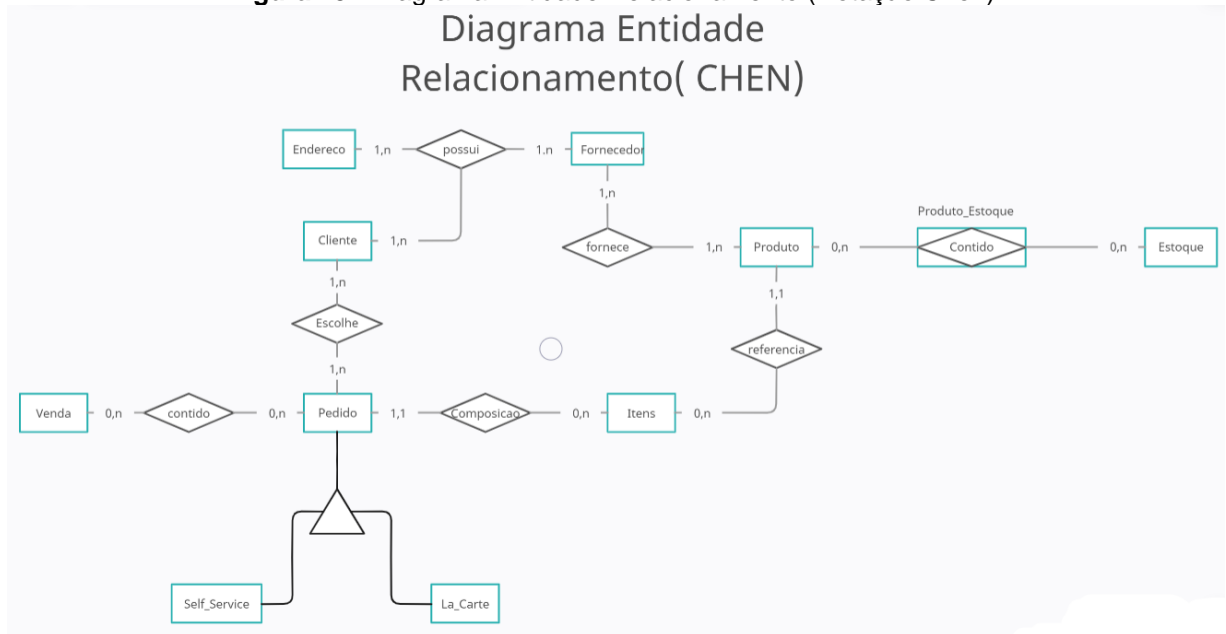 Diagrama Entidade
Relacionamento( CHEN)
Endereco 1,n possui 1.n Fornecedor
1,n
Produto_Estoque
Cliente 1,n
fornece 1,n Produto 0,n Contido 0,n Estoque
1,n
1,1
Escolhe
referencia
1,n
Venda 0,n contido 0,n Pedido 1,1 Composicao 0,n Itens 0,n
Self_Service La_Carte